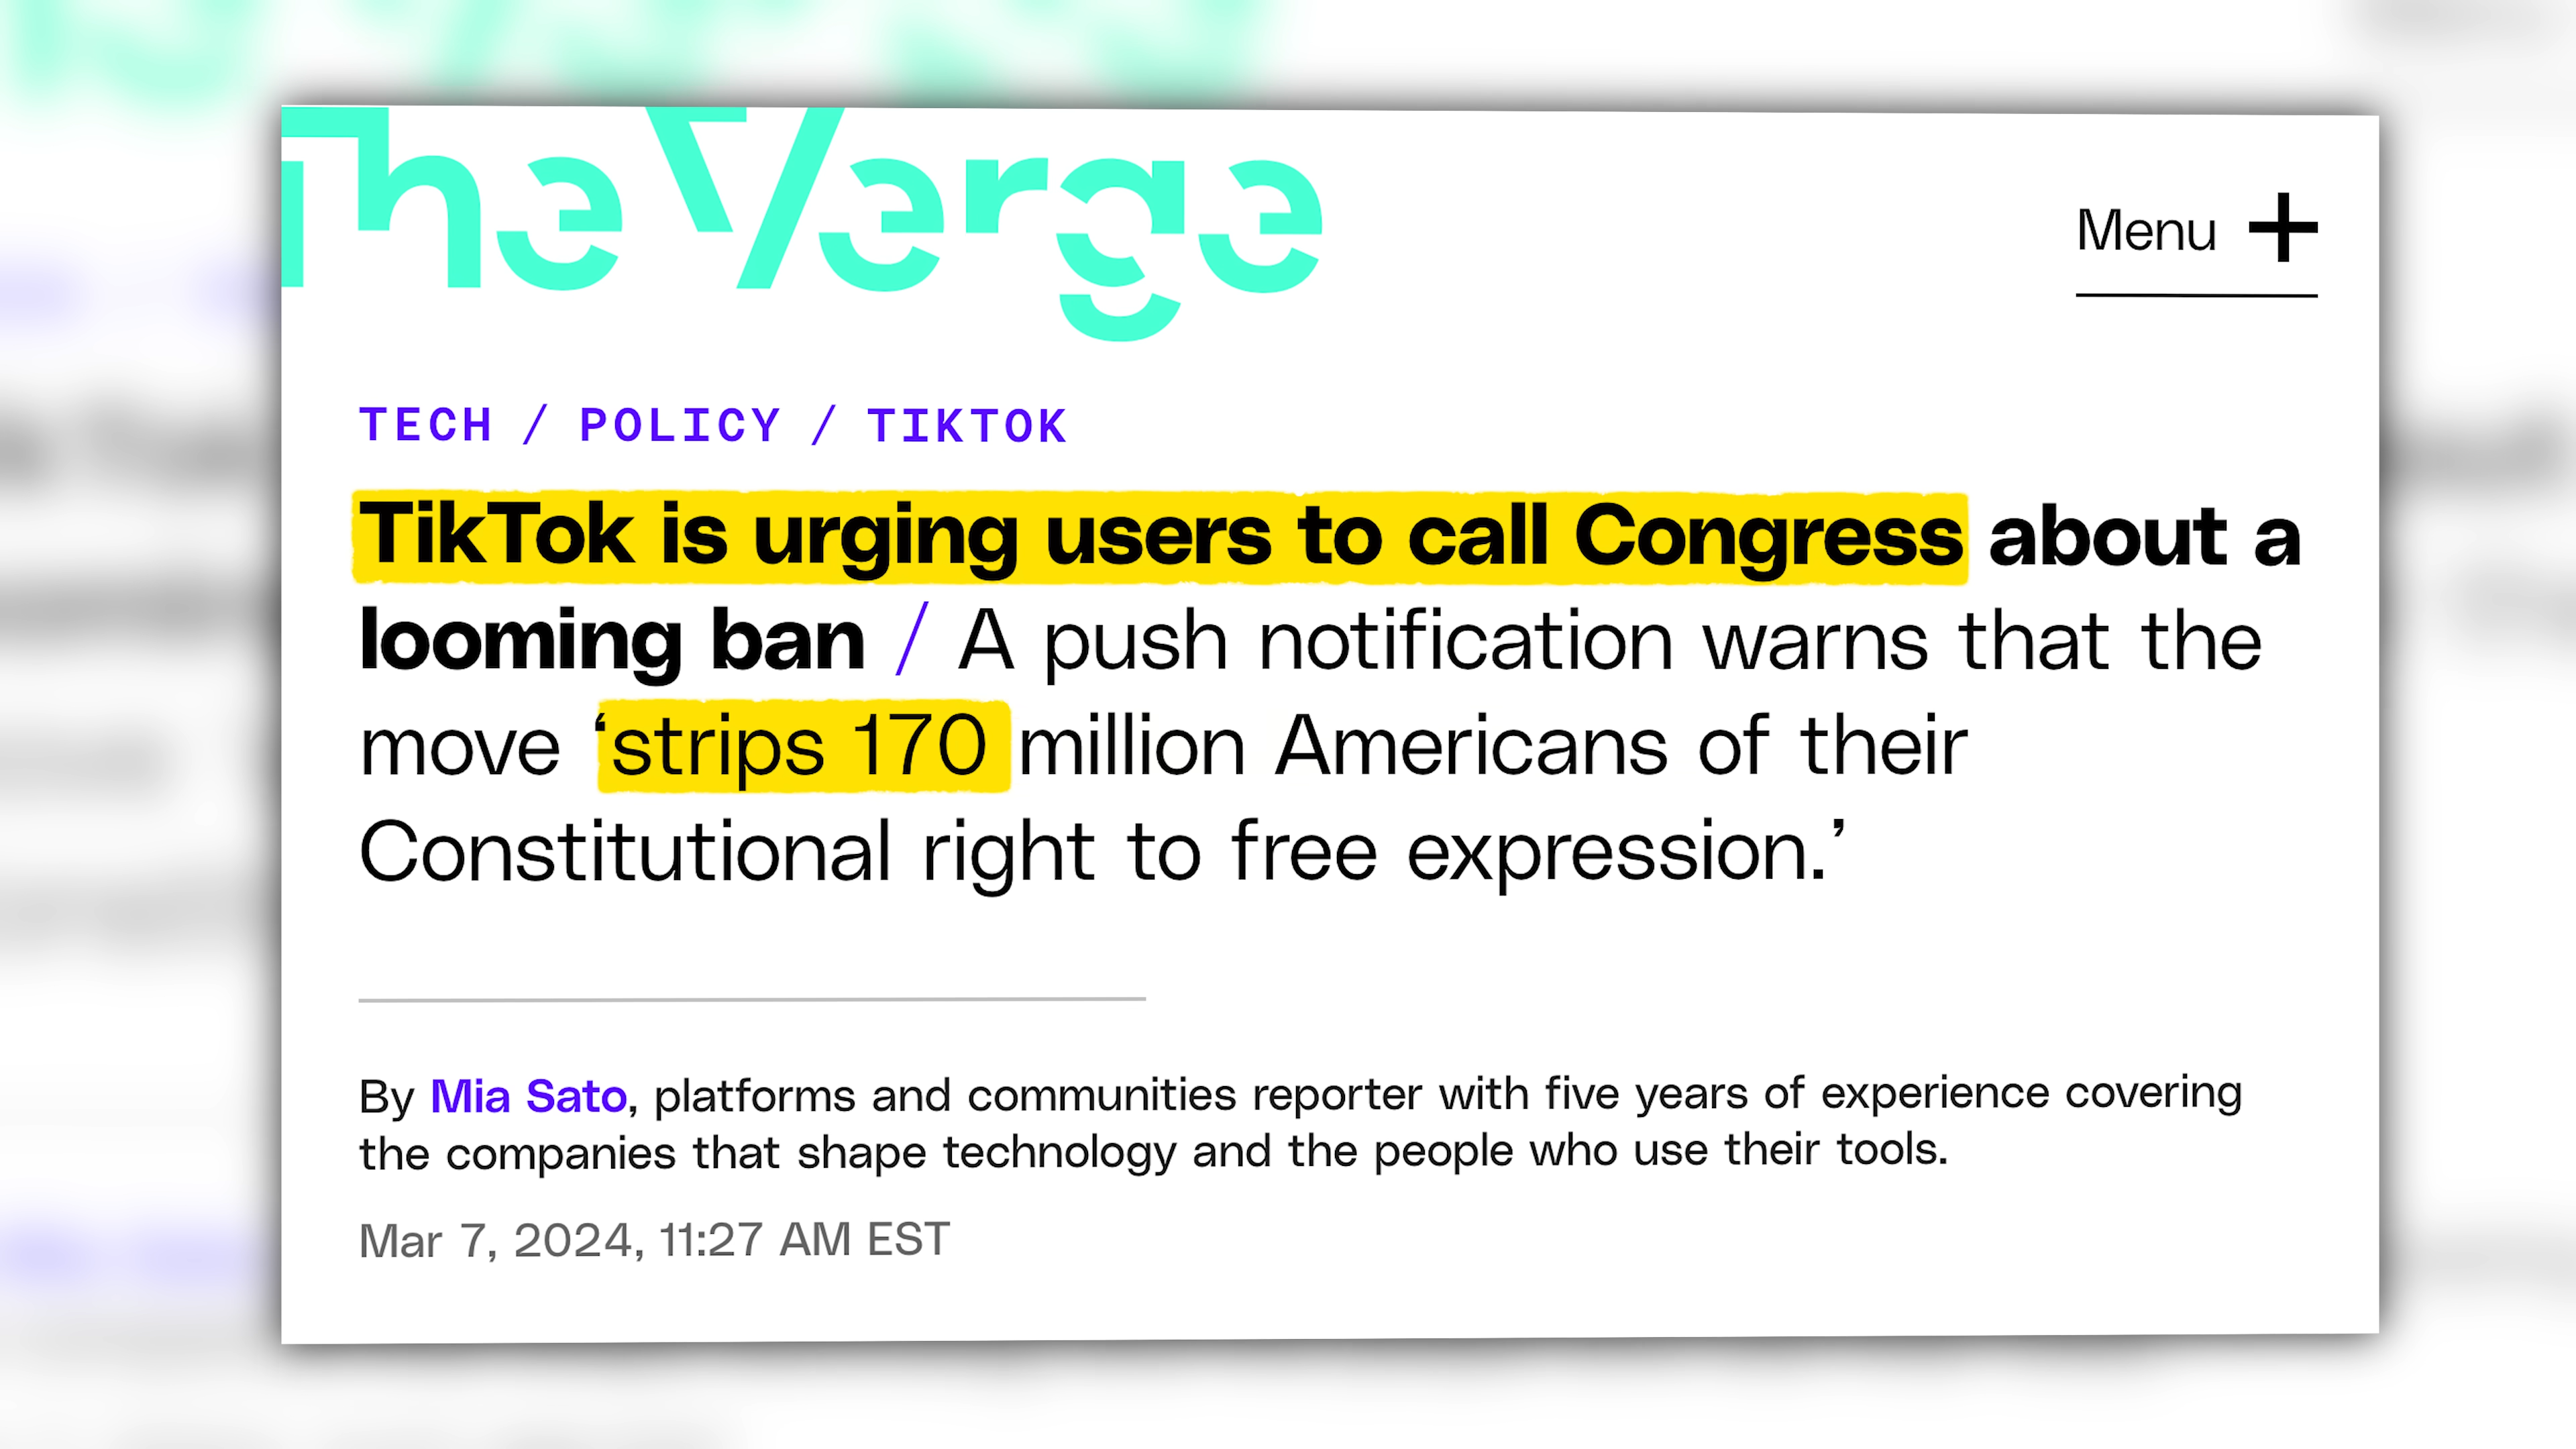 The Verge
Menu +
TECH / POLICY / TIKTOK
TikTok is urging users to call Congress about a
looming ban / A push notification warns that the
move ‘strips 170 million Americans of their
Constitutional right to free expression.’
By Mia Sato, platforms and communities reporter with five years of experience covering
the companies that shape technology and the people who use their tools.
Mar 7, 2024, 11:27 AM EST